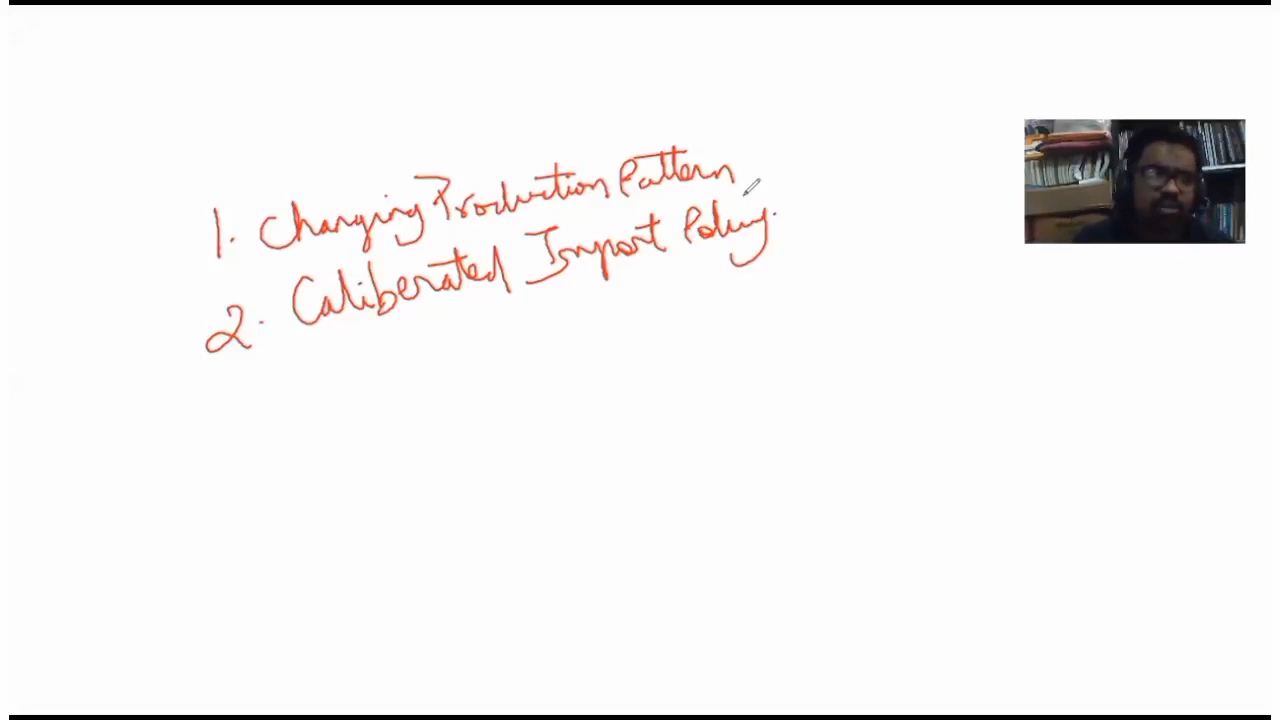 1. Changing Production Pattern
2. Caliberated Import Policy.